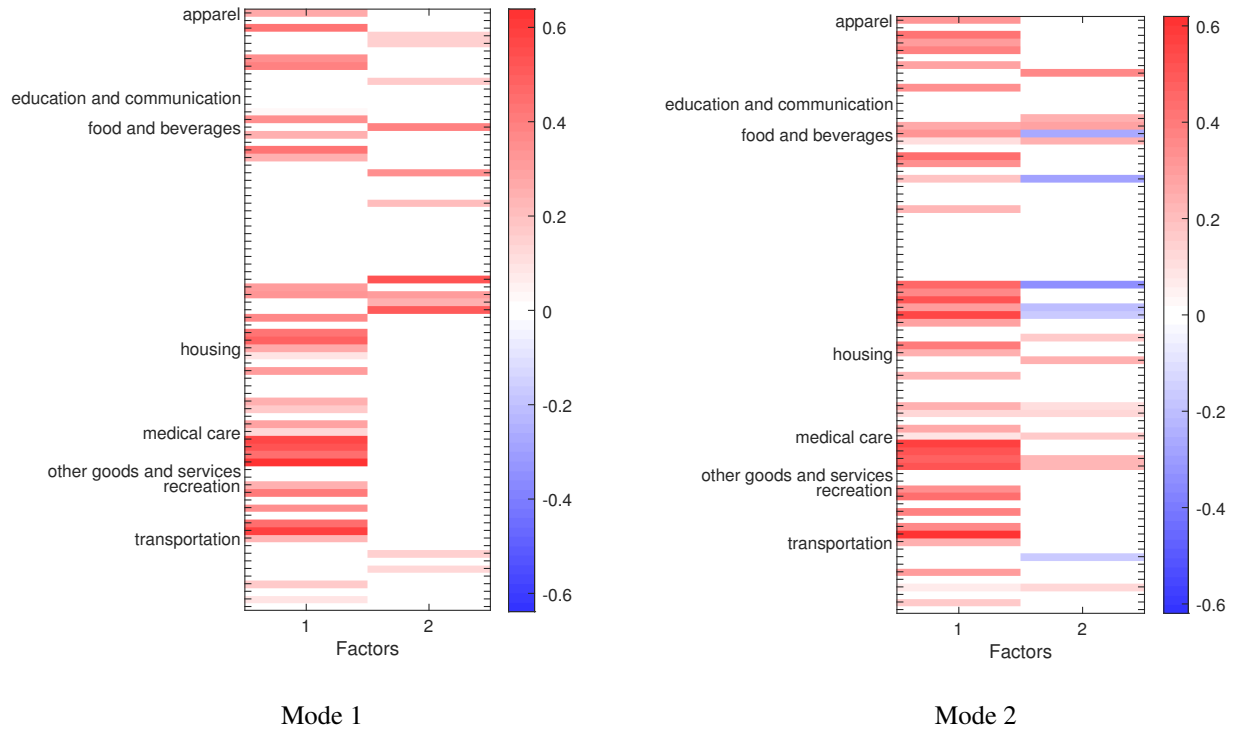 apparel
education and communication
food and beverages
housing
medical care
other goods and services
recreation
transportation
0.6
0.4
0.2
0
-0.2
-0.4
-0.6
1 2
Factors
Mode 1
apparel
education and communication
food and beverages
housing
medical care
other goods and services
recreation
transportation
0.6
0.4
0.2
0
-0.2
-0.4
-0.6
1 2
Factors
Mode 2